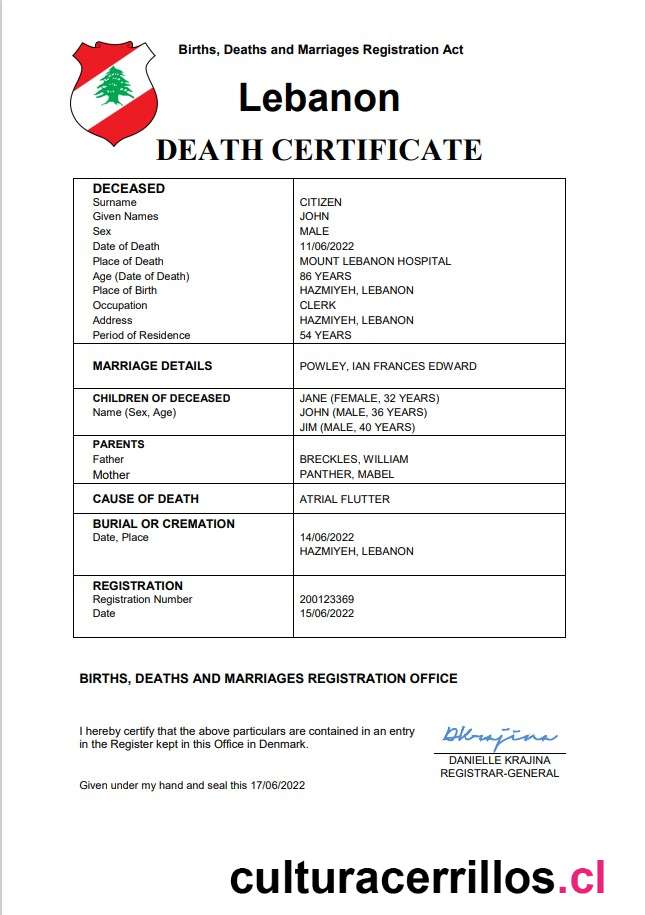 Births, Deaths and Marriages Registration Act
Lebanon
DEATH CERTIFICATE
DECEASED
Surname CITIZEN
Given Names JOHN
Sex MALE
Date of Death 11/06/2022
Place of Death MOUNT LEBANON HOSPITAL
Age (Date of Death) 86 YEARS
Place of Birth HAZMIYEH, LEBANON
Occupation CLERK
Address HAZMIYEH, LEBANON
Period of Residence 54 YEARS
MARRIAGE DETAILS POWLEY, IAN FRANCES EDWARD
CHILDREN OF DECEASED JANE (FEMALE, 32 YEARS)
Name (Sex, Age) JOHN (MALE, 36 YEARS)
JIM (MALE, 40 YEARS)
PARENTS
Father BRECKLES, WILLIAM
Mother PANTHER, MABEL
CAUSE OF DEATH ATRIAL FLUTTER
BURIAL OR CREMATION
Date, Place 14/06/2022
HAZMIYEH, LEBANON
REGISTRATION
Registration Number 200123369
Date 15/06/2022
BIRTHS, DEATHS AND MARRIAGES REGISTRATION OFFICE
I hereby certify that the above particulars are contained in an entry
in the Register kept in this Office in Denmark.
DKrajina
DANIELLE KRAJINA
REGISTRAR-GENERAL
Given under my hand and seal this 17/06/2022
culturacerrillos.cl